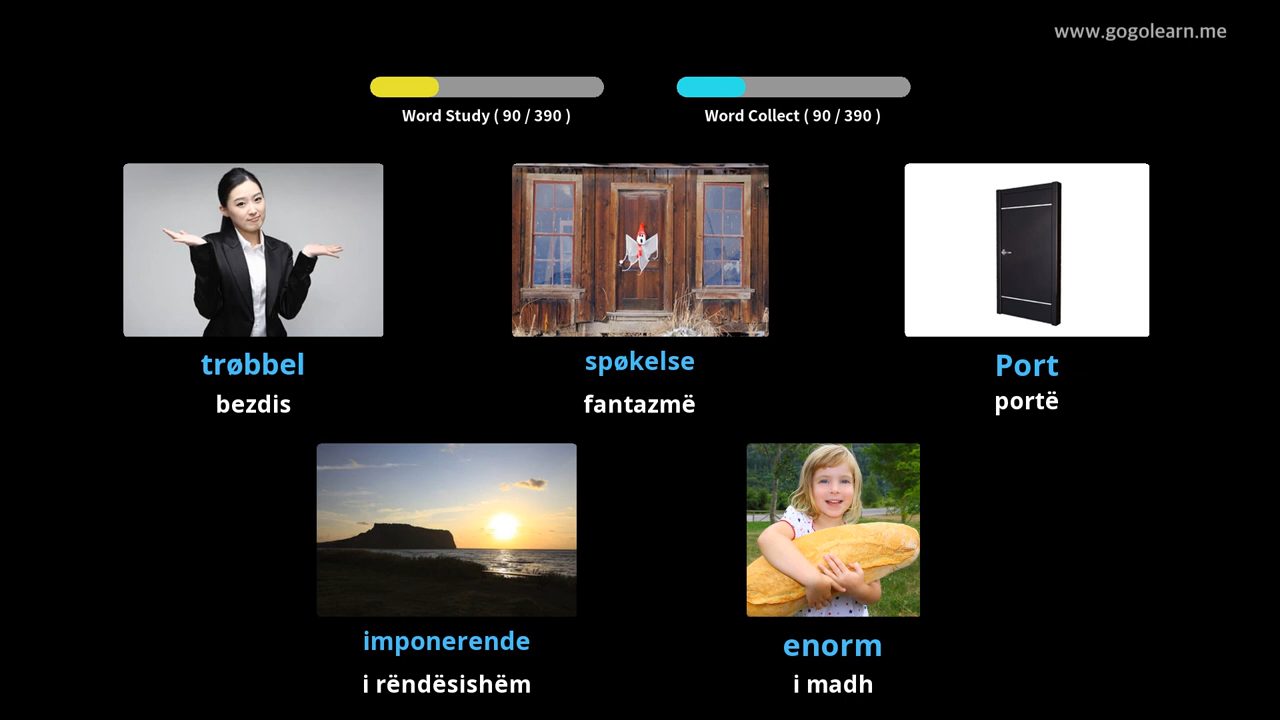 www.gogolearn.me
Word Study ( 90 / 390 )
Word Collect ( 90 / 390 )
trøbbel
bezdis
spøkelse
fantazmë
Port
portë
imponerende
i rëndësishëm
enorm
i madh